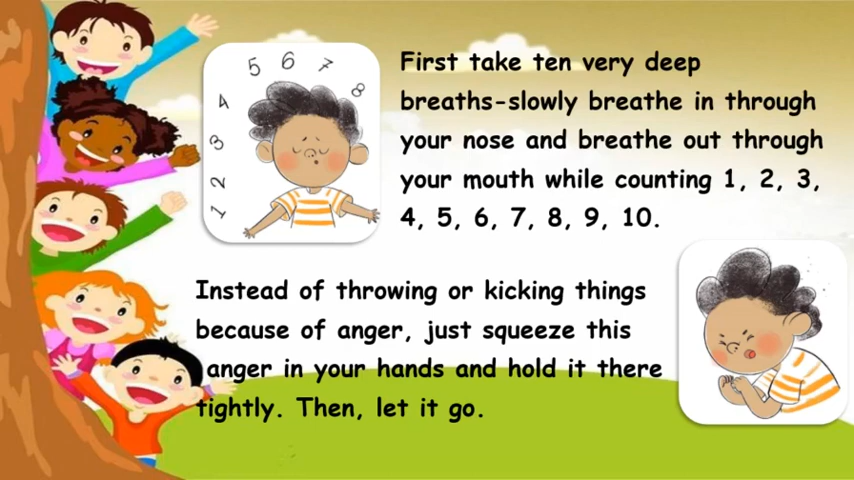 1 2 3 4 5 6 7 8
First take ten very deep
breaths-slowly breathe in through
your nose and breathe out through
your mouth while counting 1, 2, 3,
4, 5, 6, 7, 8, 9, 10.
Instead of throwing or kicking things
because of anger, just squeeze this
anger in your hands and hold it there
tightly. Then, let it go.